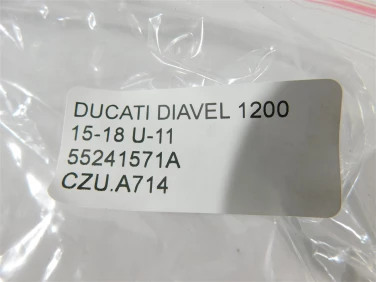 DUCATI DIAVEL 1200
15-18 U-11
55241571A
CZU.A714